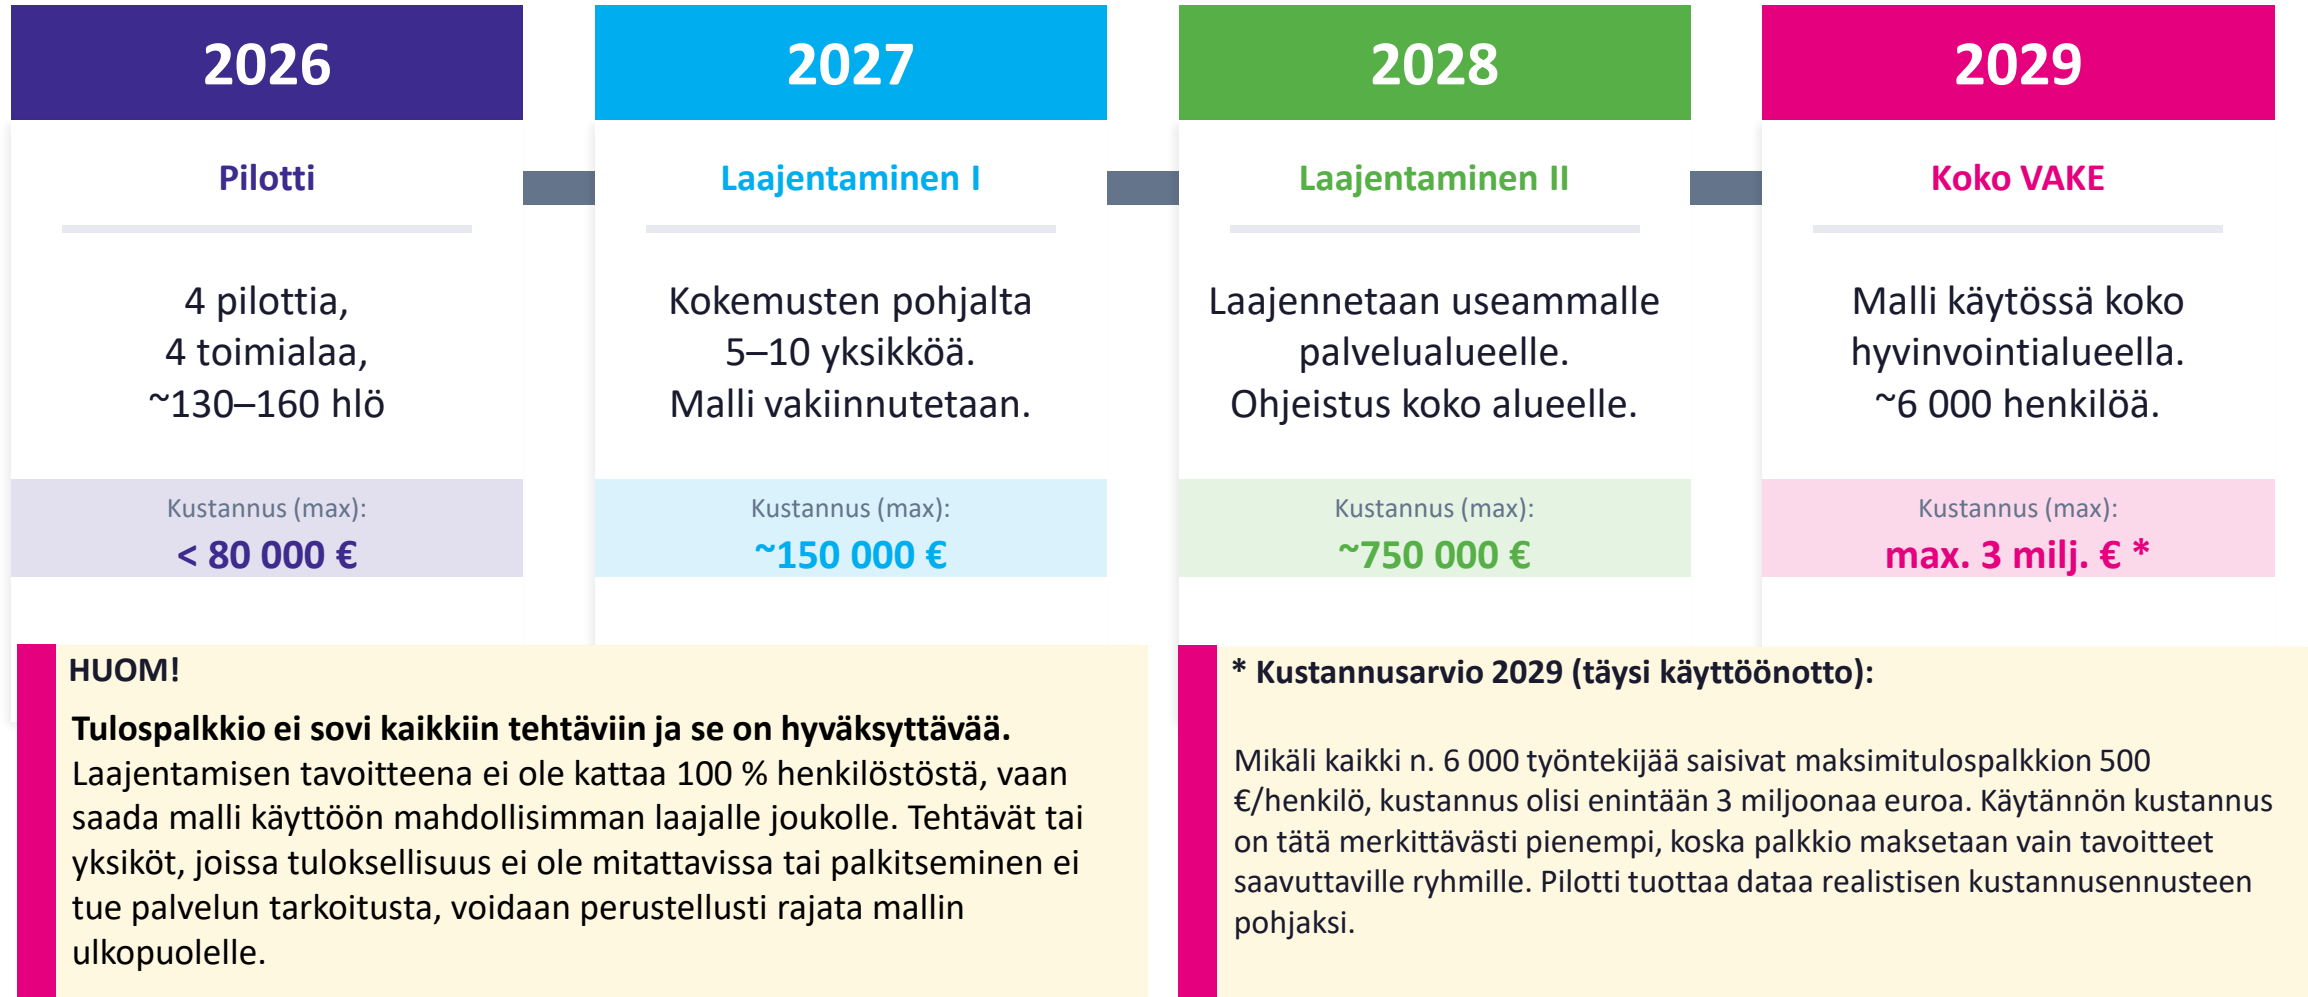 2026
Pilotti
4 pilottia,
4 toimialaa,
~130–160 hlö
Kustannus (max):
< 80 000 €
2027
Laajentaminen I
Kokemusten pohjalta
5–10 yksikköä.
Malli vakiinnutetaan.
Kustannus (max):
~150 000 €
2028
Laajentaminen II
Laajennetaan useammalle
palvelualueelle.
Ohjeistus koko alueelle.
Kustannus (max):
~750 000 €
2029
Koko VAKE
Malli käytössä koko
hyvinvointialueella.
~6 000 henkilöä.
Kustannus (max):
max. 3 milj. € *
HUOM!
Tulospalkkio ei sovi kaikkiin tehtäviin ja se on hyväksyttävää.
Laajentamisen tavoitteena ei ole kattaa 100 % henkilöstöstä, vaan
saada malli käyttöön mahdollisimman laajalle joukolle. Tehtävät tai
yksiköt, joissa tuloksellisuus ei ole mitattavissa tai palkitseminen ei
tue palvelun tarkoitusta, voidaan perustellusti rajata mallin
ulkopuolelle.
* Kustannusarvio 2029 (täysi käyttöönotto):
Mikäli kaikki n. 6 000 työntekijää saisivat maksimitulospalkkion 500
€/henkilö, kustannus olisi enintään 3 miljoonaa euroa. Käytännön kustannus
on tätä merkittävästi pienempi, koska palkkio maksetaan vain tavoitteet
saavuttaville ryhmille. Pilotti tuottaa dataa realistisen kustannusennusteen
pohjaksi.